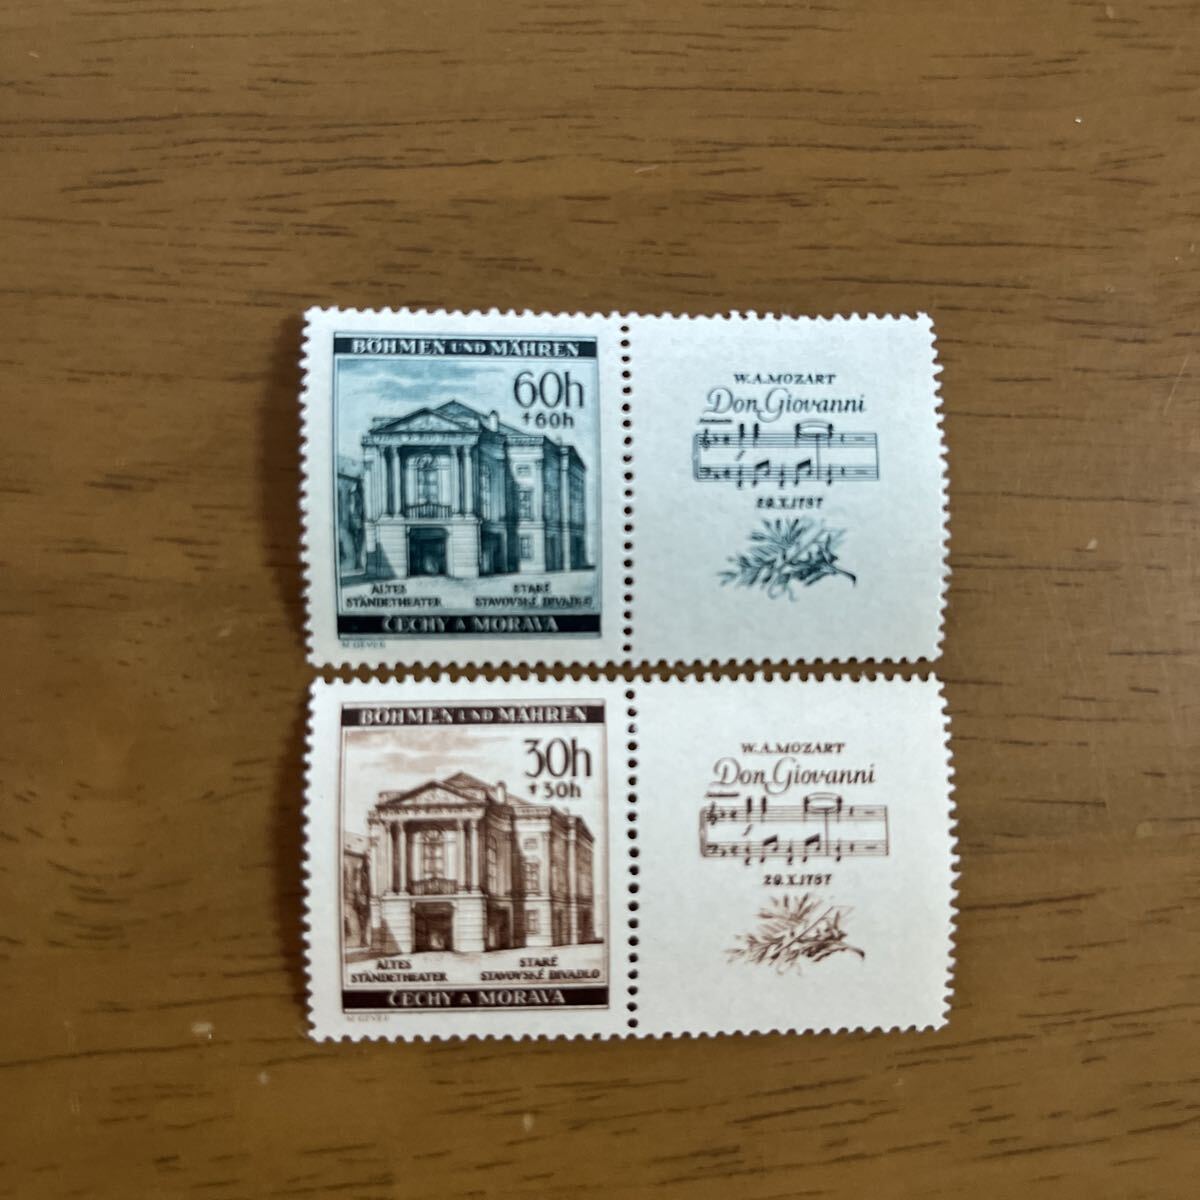 BÖHMEN UND MÄHREN
60h
+60h
ALTES
STÄNDETHEATER
STARÉ
STAVOVSKÉ DIVADLO
ČECHY A MORAVA
W.A.MOZART
Don Giovanni
f
29.X.1787
BÖHMEN UND MÄHREN
30h
+30h
ALTES
STÄNDETHEATER
STARÉ
STAVOVSKÉ DIVADLO
ČECHY A MORAVA
W.A.MOZART
Don Giovanni
f
29.X.1787